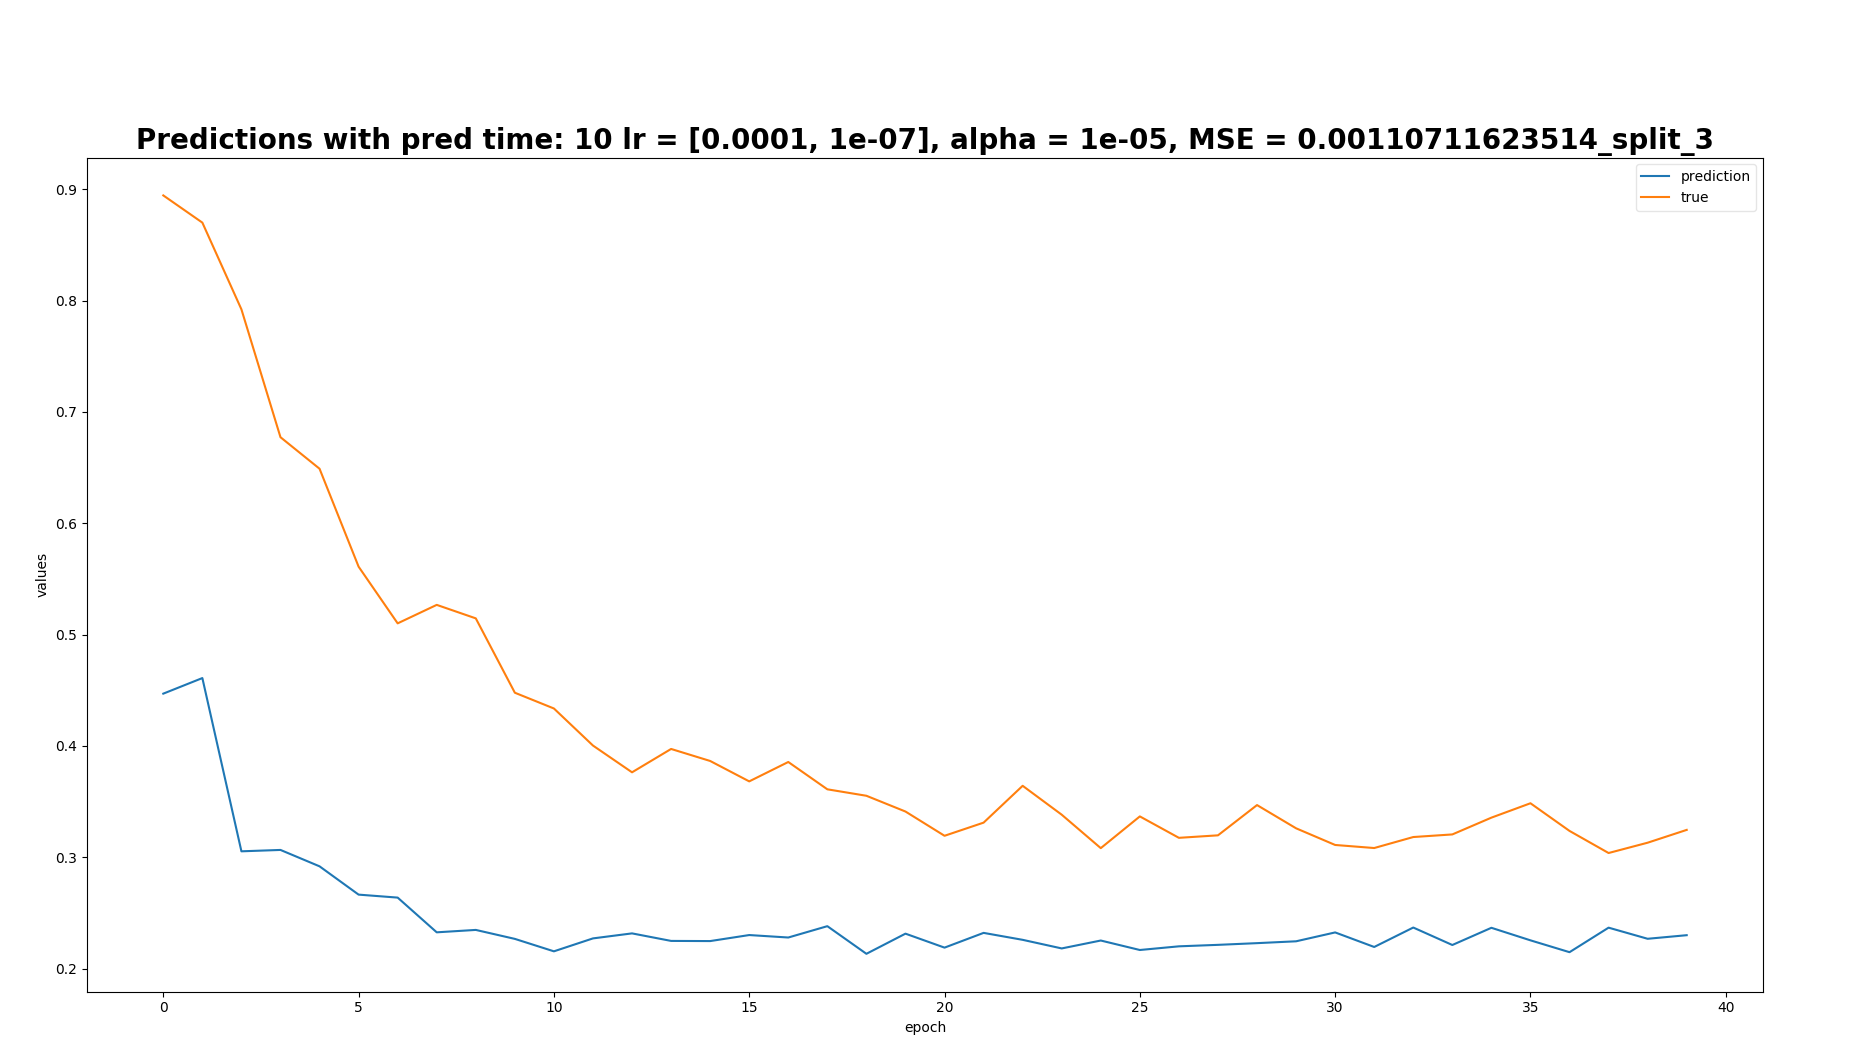 Predictions with pred time: 10 lr = [0.0001, 1e-07], alpha = 1e-05, MSE = 0.00110711623514_split_3
prediction
true
0.9
0.8
0.7
0.6
0.5
0.4
0.3
0.2
values
0 5 10 15 20 25 30 35 40
epoch